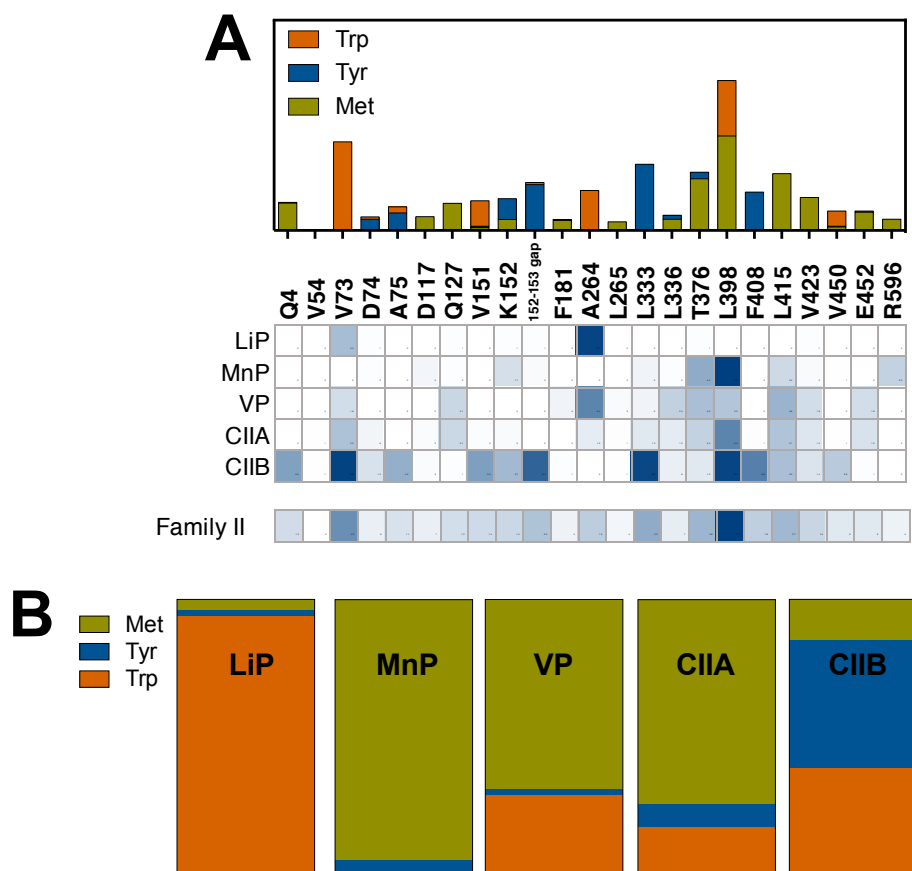 A
Trp
Tyr
Met
Q4 V54 V73 D74 A75 D117 Q127 V151 K152 152-153 gap F181 A264 L265 L333 L336 T376 L398 F408 L415 V423 V450 E452 R596
LiP
MnP
VP
CIIA
CIIB
Family II
B
Met
Tyr
Trp
LiP MnP VP CIIA CIIB